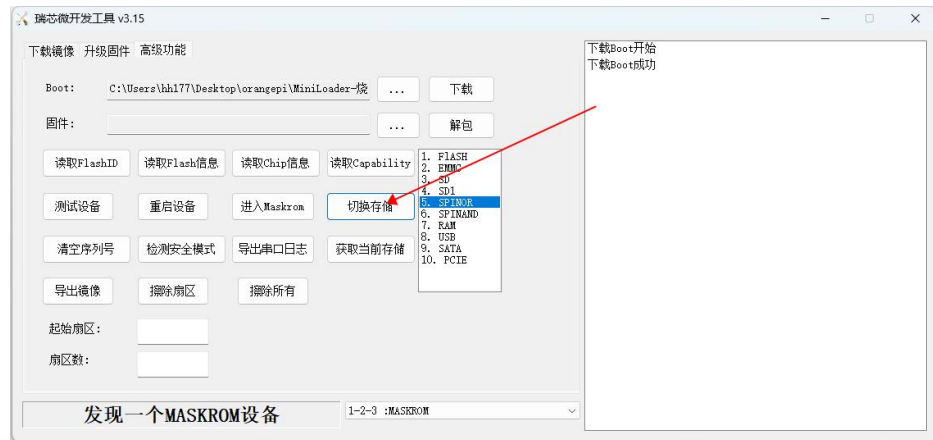 瑞芯微开发工具 v3.15
下载镜像 升级固件 高级功能
Boot: C:\Users\hh177\Desktop\orangepi\MiniLoader-烧 ... 下载
固件: ... 解包
读取FlashID 读取Flash信息 读取Chip信息 读取Capability
测试设备 重启设备 进入Maskrom 切换存储
清空序列号 检测安全模式 导出串口日志 获取当前存储
导出镜像 擦除扇区 擦除所有
起始扇区:
扇区数:
1. FlASH
2. EMMC
3. SD
4. SD1
5. SPINOR
6. SPINAND
7. RAM
8. USB
9. SATA
10. PCIE
发现一个MASKROM设备 1-2-3 :MASKROM
下载Boot开始
下载Boot成功